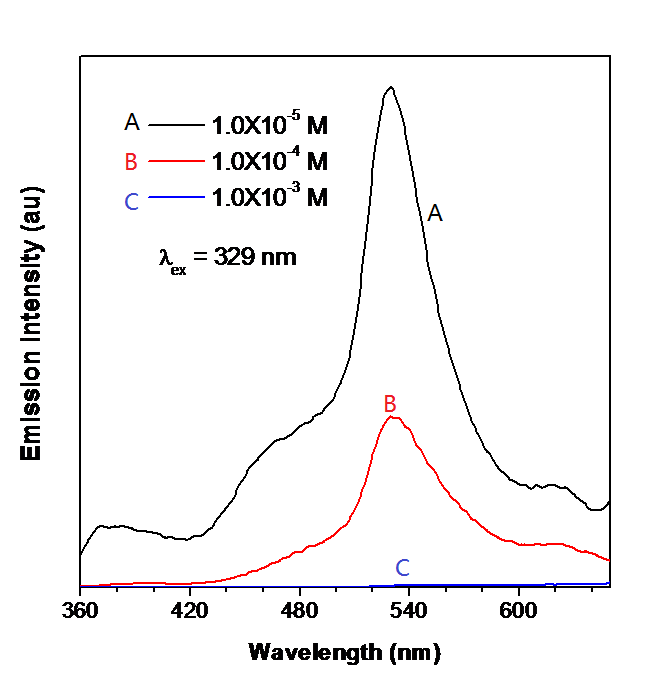 A 1.0X10⁻⁵ M
B 1.0X10⁻⁴ M
C 1.0X10⁻³ M
λex = 329 nm
A
B
C
Emission Intensity (au)
360 420 480 540 600
Wavelength (nm)